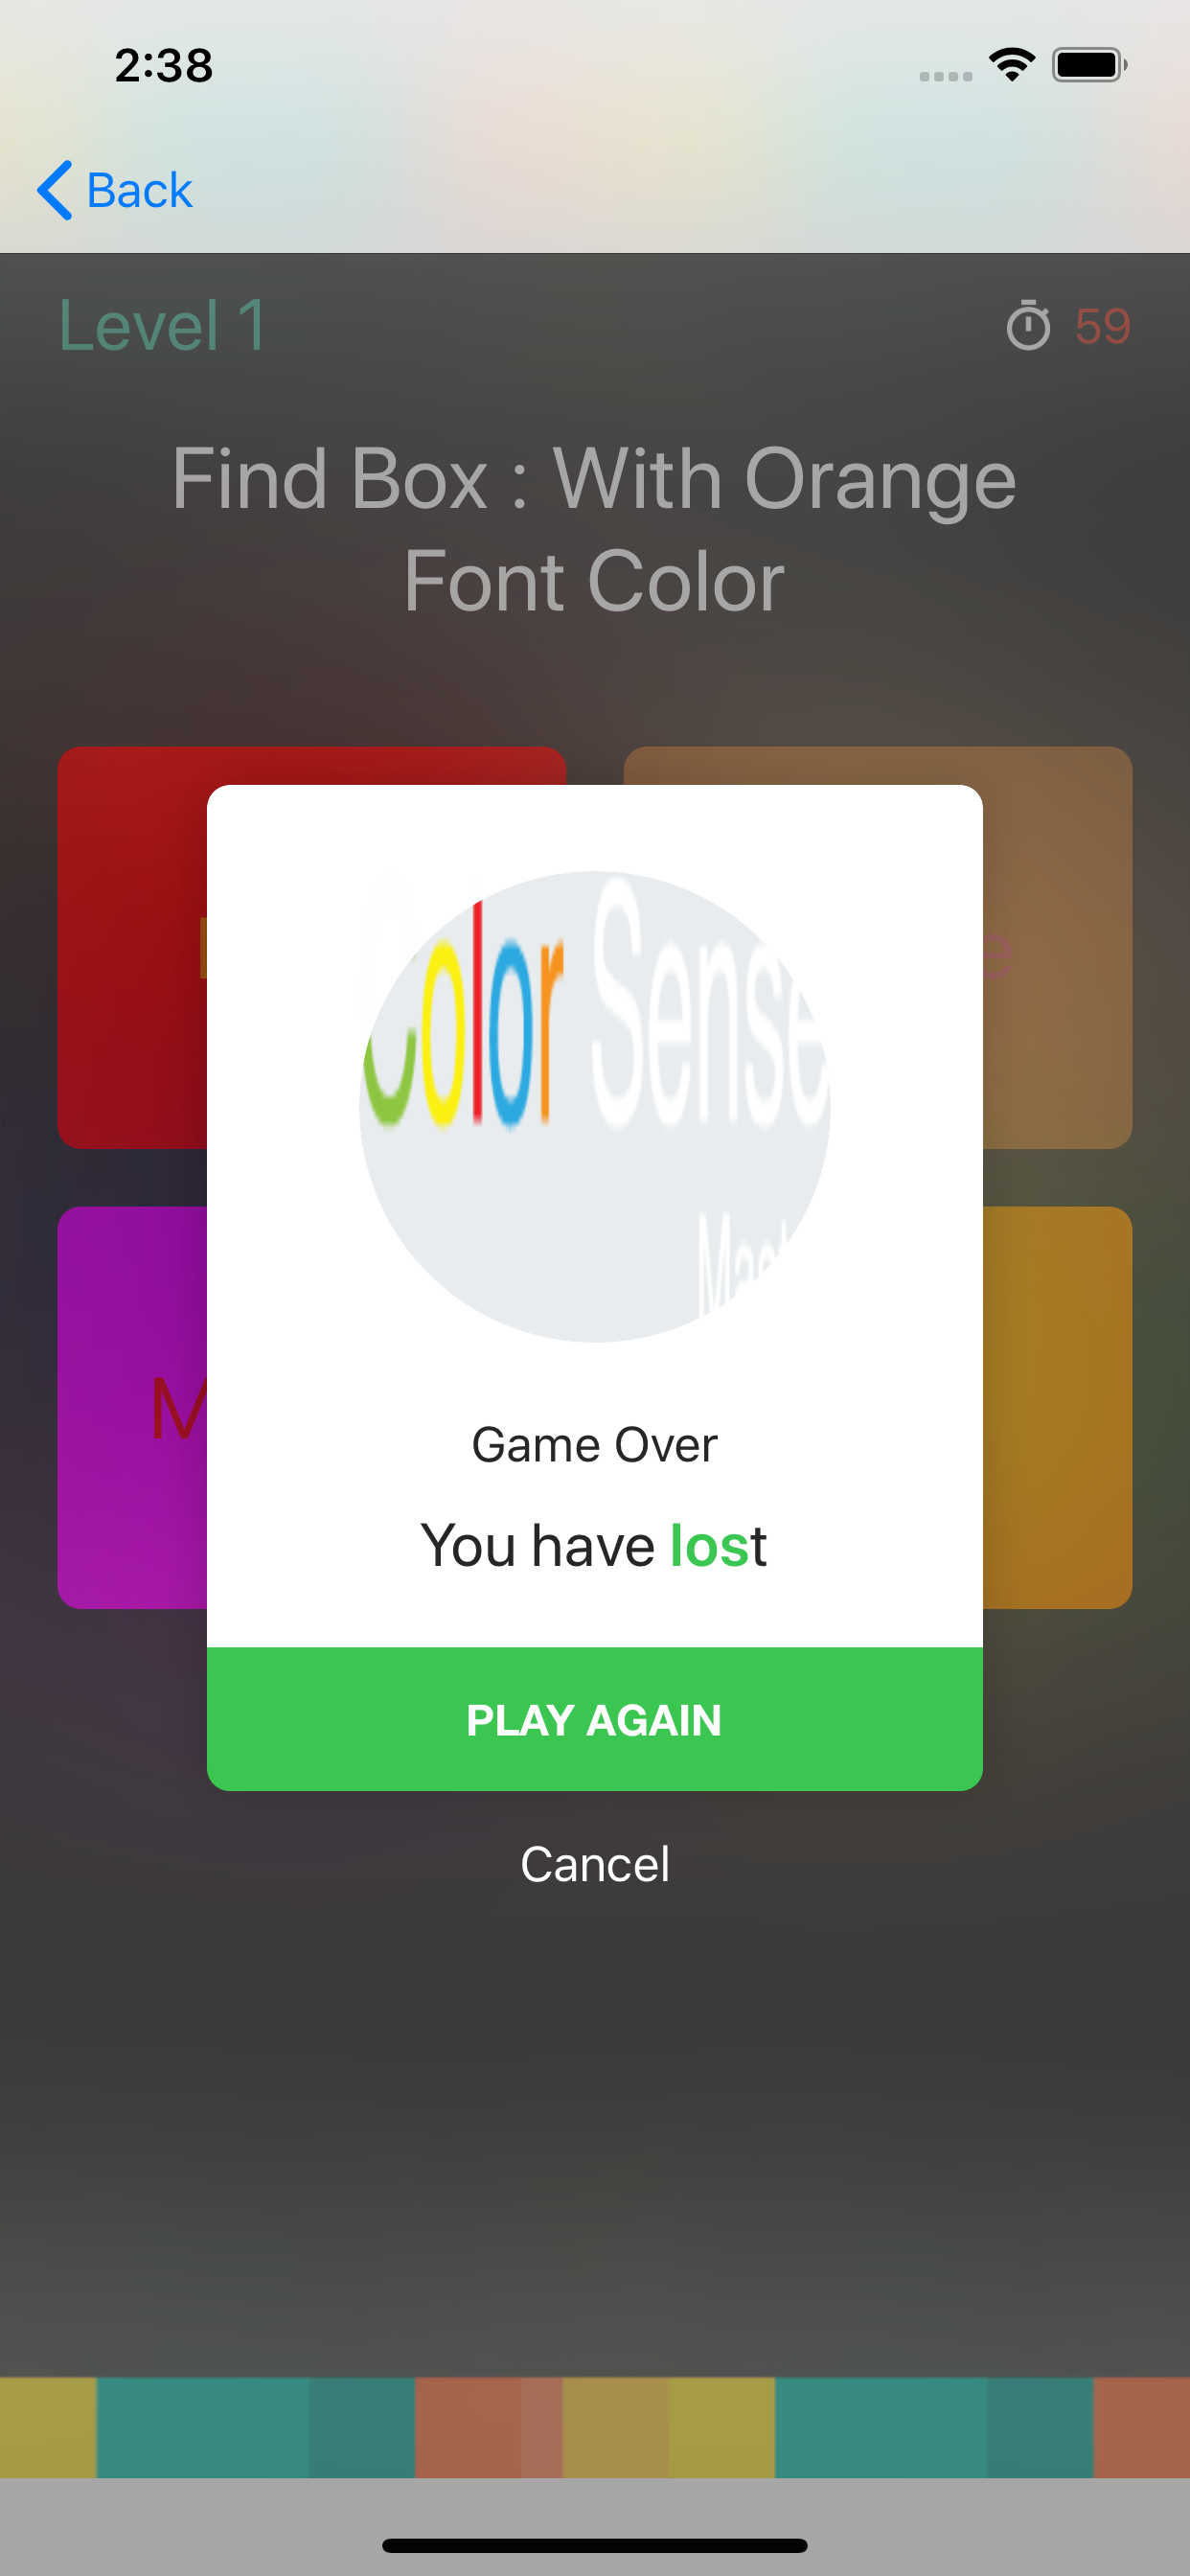 2:38
Back
Level 1
59
Find Box : With Orange
Font Color
Color Sense
Game Over
You have lost
PLAY AGAIN
Cancel